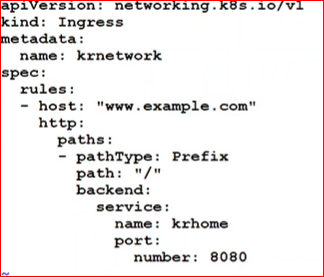 apiVersion: networking.k8s.io/v1
kind: Ingress
metadata:
  name: krnetwork
spec:
  rules:
  - host: "www.example.com"
    http:
      paths:
      - pathType: Prefix
        path: "/"
        backend:
          service:
            name: krhome
            port:
              number: 8080
~